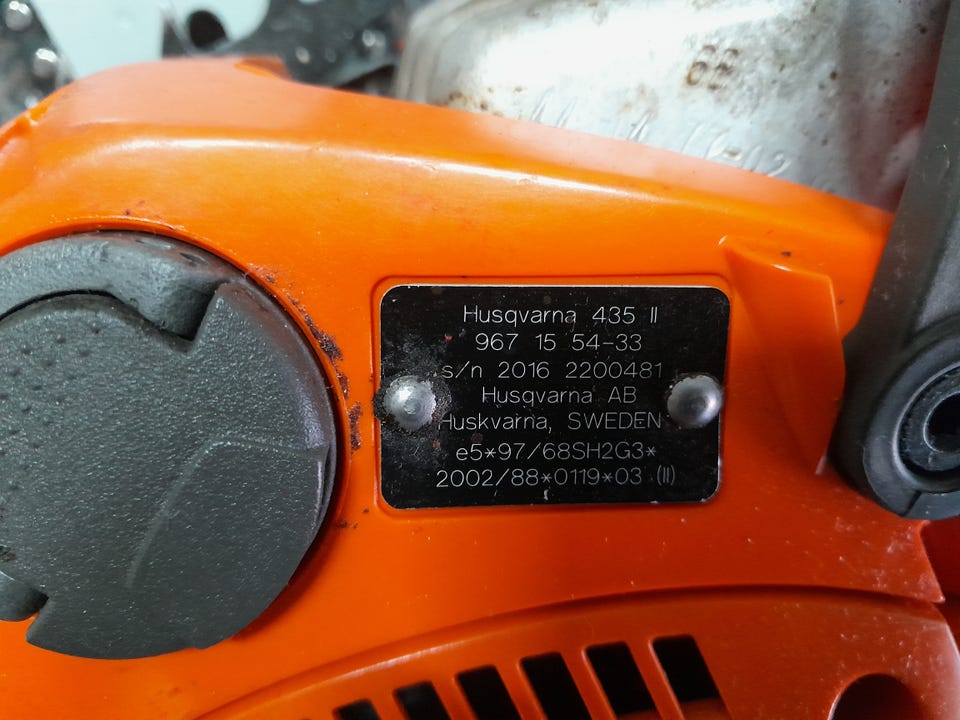 Husqvarna 435 II
967 15 54-33
s/n 2016 2200481
Husqvarna AB
Huskvarna, SWEDEN
e5*97/68SH2G3*
2002/88*0119*03 (II)